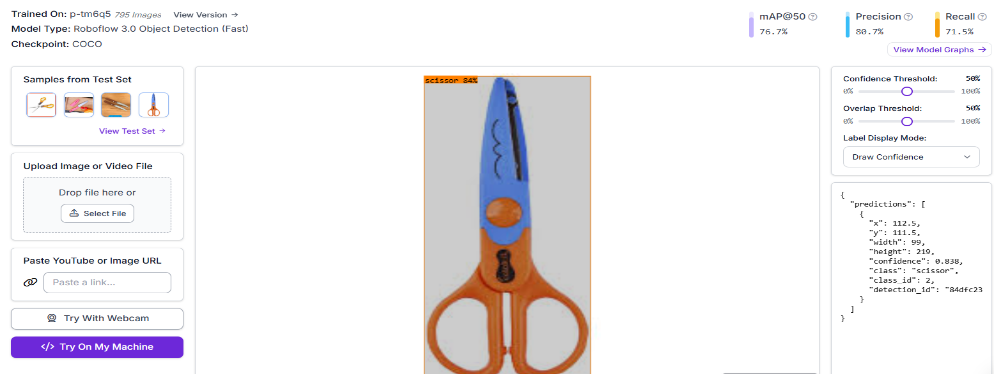 Trained On: p-tm6q5 795 Images View Version →
Model Type: Roboflow 3.0 Object Detection (Fast)
Checkpoint: COCO
mAP@50
76.7%
Precision
80.7%
Recall
71.5%
View Model Graphs →
Samples from Test Set
View Test Set →
Upload Image or Video File
Drop file here or
Select File
Paste YouTube or Image URL
Paste a link...
Try With Webcam
</> Try On My Machine
scissor 84%
Confidence Threshold: 50%
0% 100%
Overlap Threshold: 50%
0% 100%
Label Display Mode:
Draw Confidence
{
"predictions": [
{
"x": 112.5,
"y": 111.5,
"width": 99,
"height": 219,
"confidence": 0.838,
"class": "scissor",
"class_id": 2,
"detection_id": "84dfc23
}
]
}